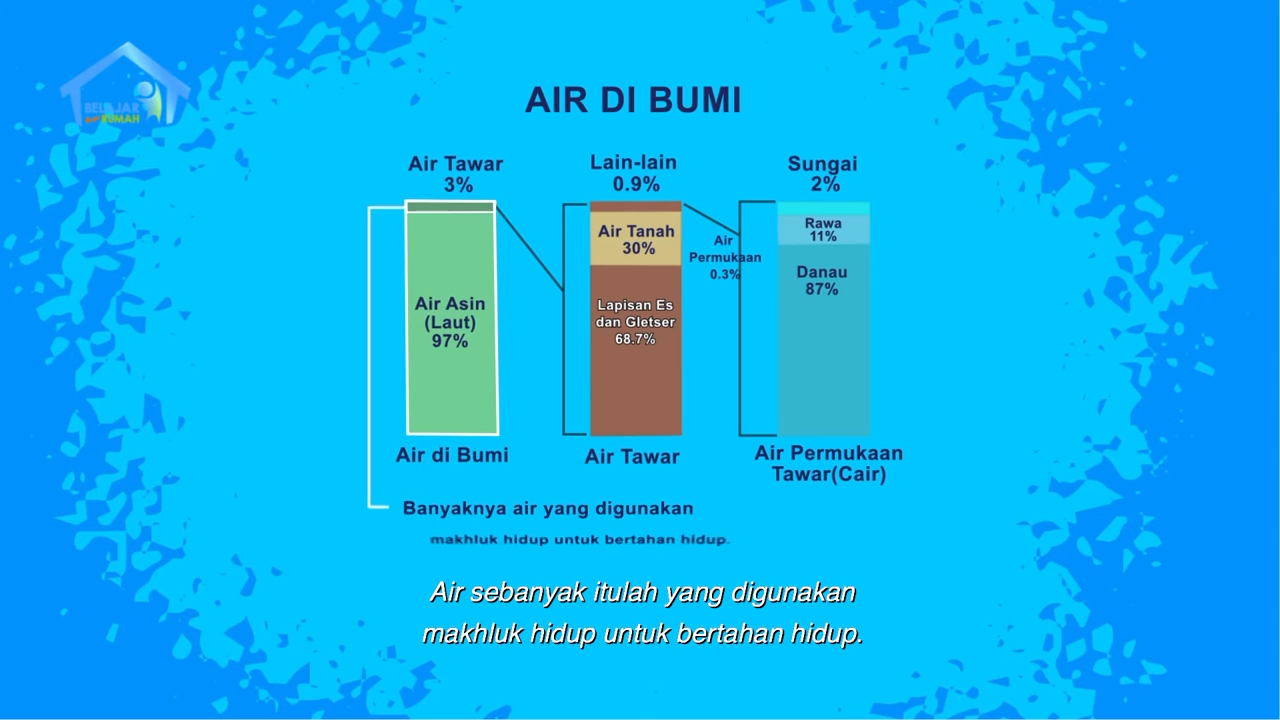 BELAJAR
dari RUMAH
AIR DI BUMI
Air Tawar
3%
Air Asin
(Laut)
97%
Air di Bumi
Lain-lain
0.9%
Air Tanah
30%
Lapisan Es
dan Gletser
68.7%
Air Tawar
Air
Permukaan
0.3%
Sungai
2%
Rawa
11%
Danau
87%
Air Permukaan
Tawar(Cair)
Banyaknya air yang digunakan
makhluk hidup untuk bertahan hidup.
Air sebanyak itulah yang digunakan
makhluk hidup untuk bertahan hidup.